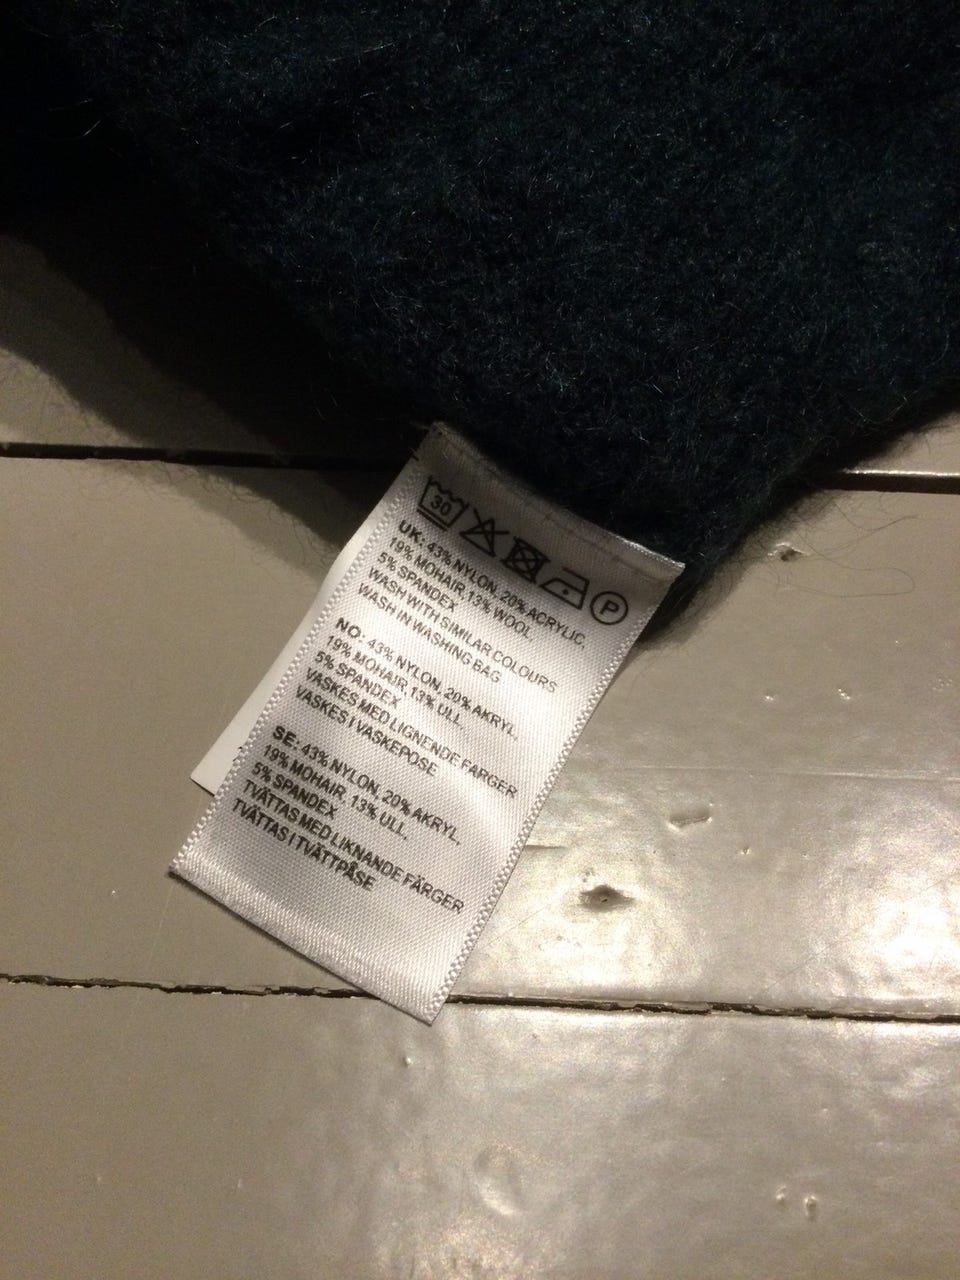 30 P
UK: 43% NYLON, 20% ACRYLIC,
19% MOHAIR, 13% WOOL,
5% SPANDEX
WASH WITH SIMILAR COLOURS
WASH IN WASHING BAG
NO: 43% NYLON, 20% AKRYL,
19% MOHAIR, 13% ULL,
5% SPANDEX
VASKES MED LIGNENDE FARGER
VASKES I VASKEPOSE
SE: 43% NYLON, 20% AKRYL,
19% MOHAIR, 13% ULL,
5% SPANDEX
TVÄTTAS MED LIKNANDE FÄRGER
TVÄTTAS I TVÄTTPÅSE